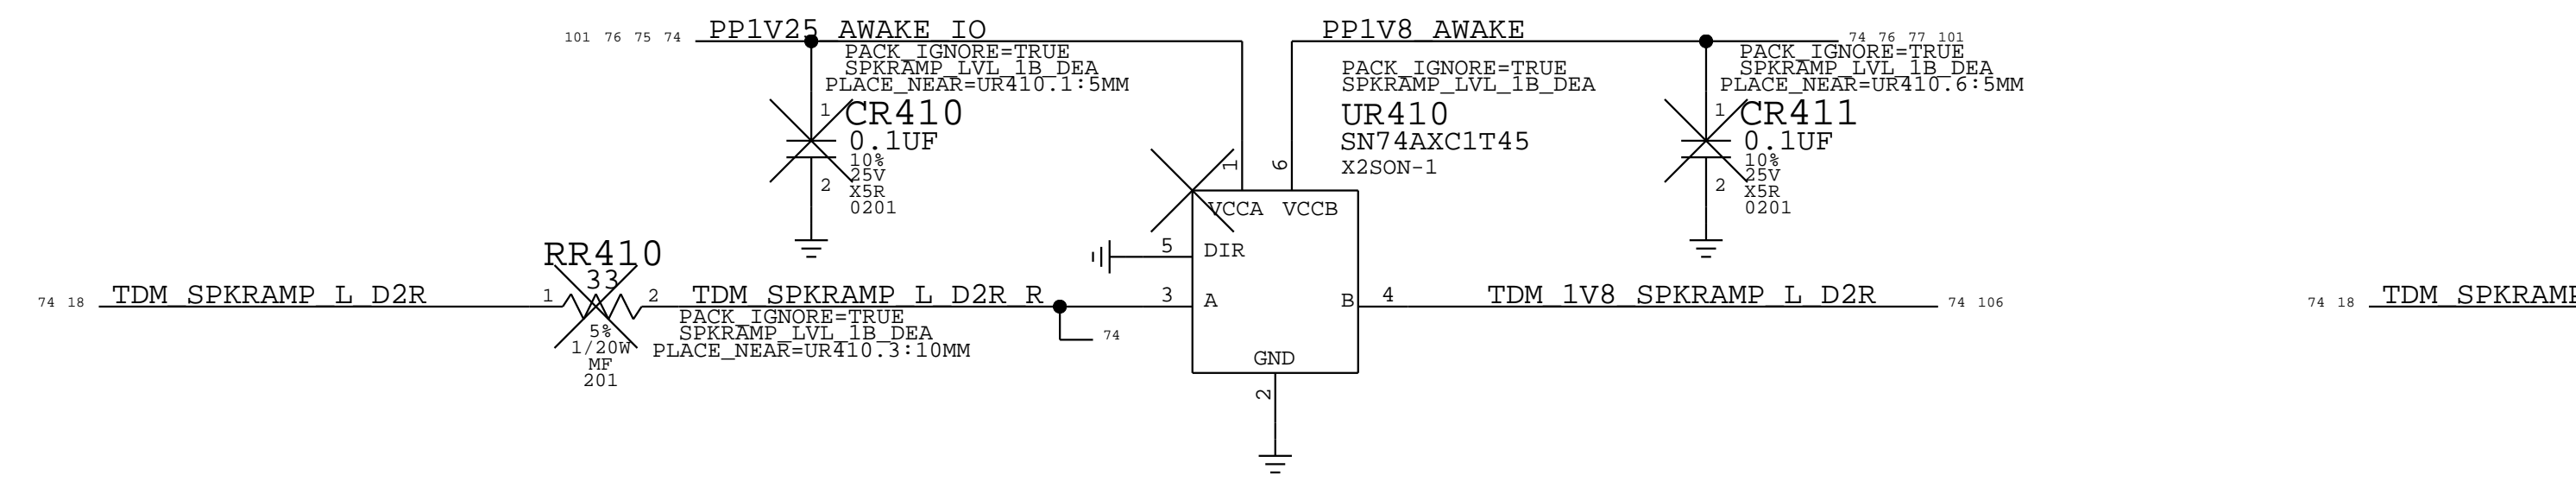 101 76 75 74 PP1V25_AWAKE_IO
PACK_IGNORE=TRUE
SPKRAMP_LVL_1B_DEA
PLACE_NEAR=UR410.1:5MM
1 CR410
0.1UF
10%
25V
X5R
0201
2
PP1V8_AWAKE
PACK_IGNORE=TRUE
SPKRAMP_LVL_1B_DEA
UR410
SN74AXC1T45
X2SON-1
74 76 77 101
PACK_IGNORE=TRUE
SPKRAMP_LVL_1B_DEA
PLACE_NEAR=UR410.6:5MM
1 CR411
0.1UF
10%
25V
X5R
0201
2
1 6
VCCA VCCB
5 DIR
3 A
B 4
GND
2
RR410
33
74 18 TDM_SPKRAMP_L_D2R 1 2 TDM_SPKRAMP_L_D2R_R
5%
1/20W
MF
201
PACK_IGNORE=TRUE
SPKRAMP_LVL_1B_DEA
PLACE_NEAR=UR410.3:10MM
74
TDM_1V8_SPKRAMP_L_D2R 74 106
74 18 TDM_SPKRAMP